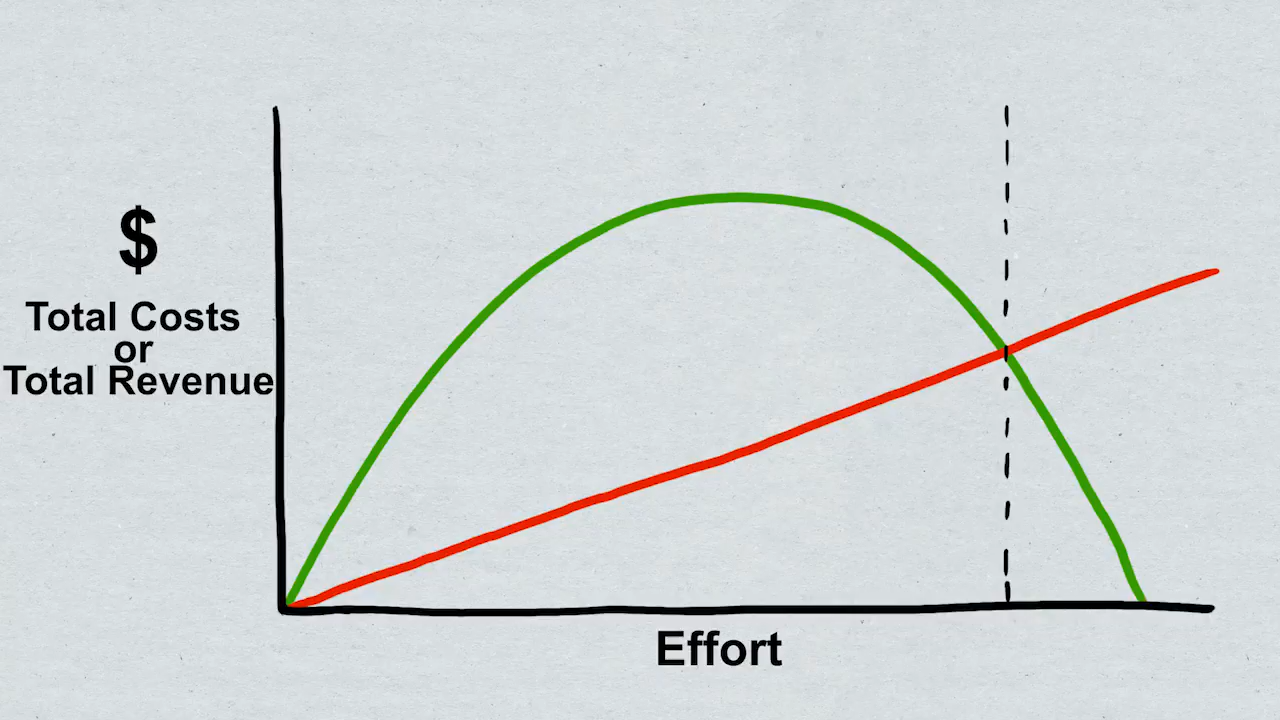 $
Total Costs
or
Total Revenue
Effort